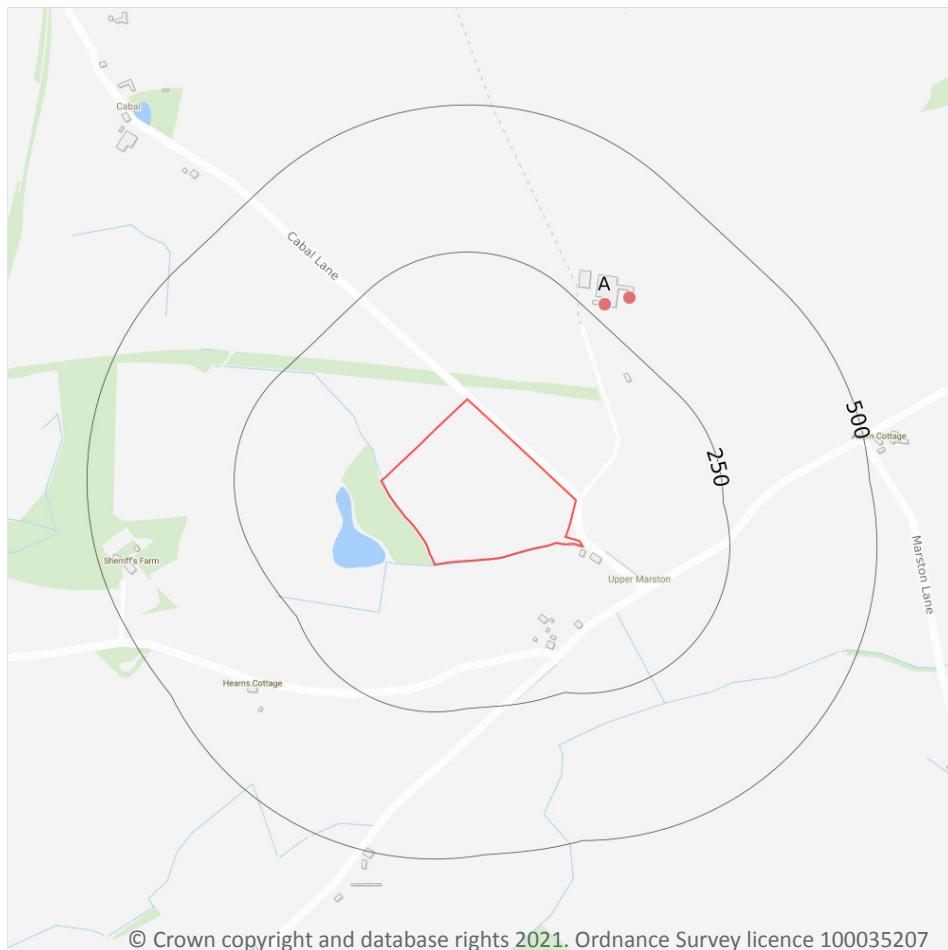 Cabal
Cabal Lane
A
500
250
Marston Lane
Sherriff's Farm
Upper Marston
Hearns Cottage
© Crown copyright and database rights 2021. Ordnance Survey licence 100035207